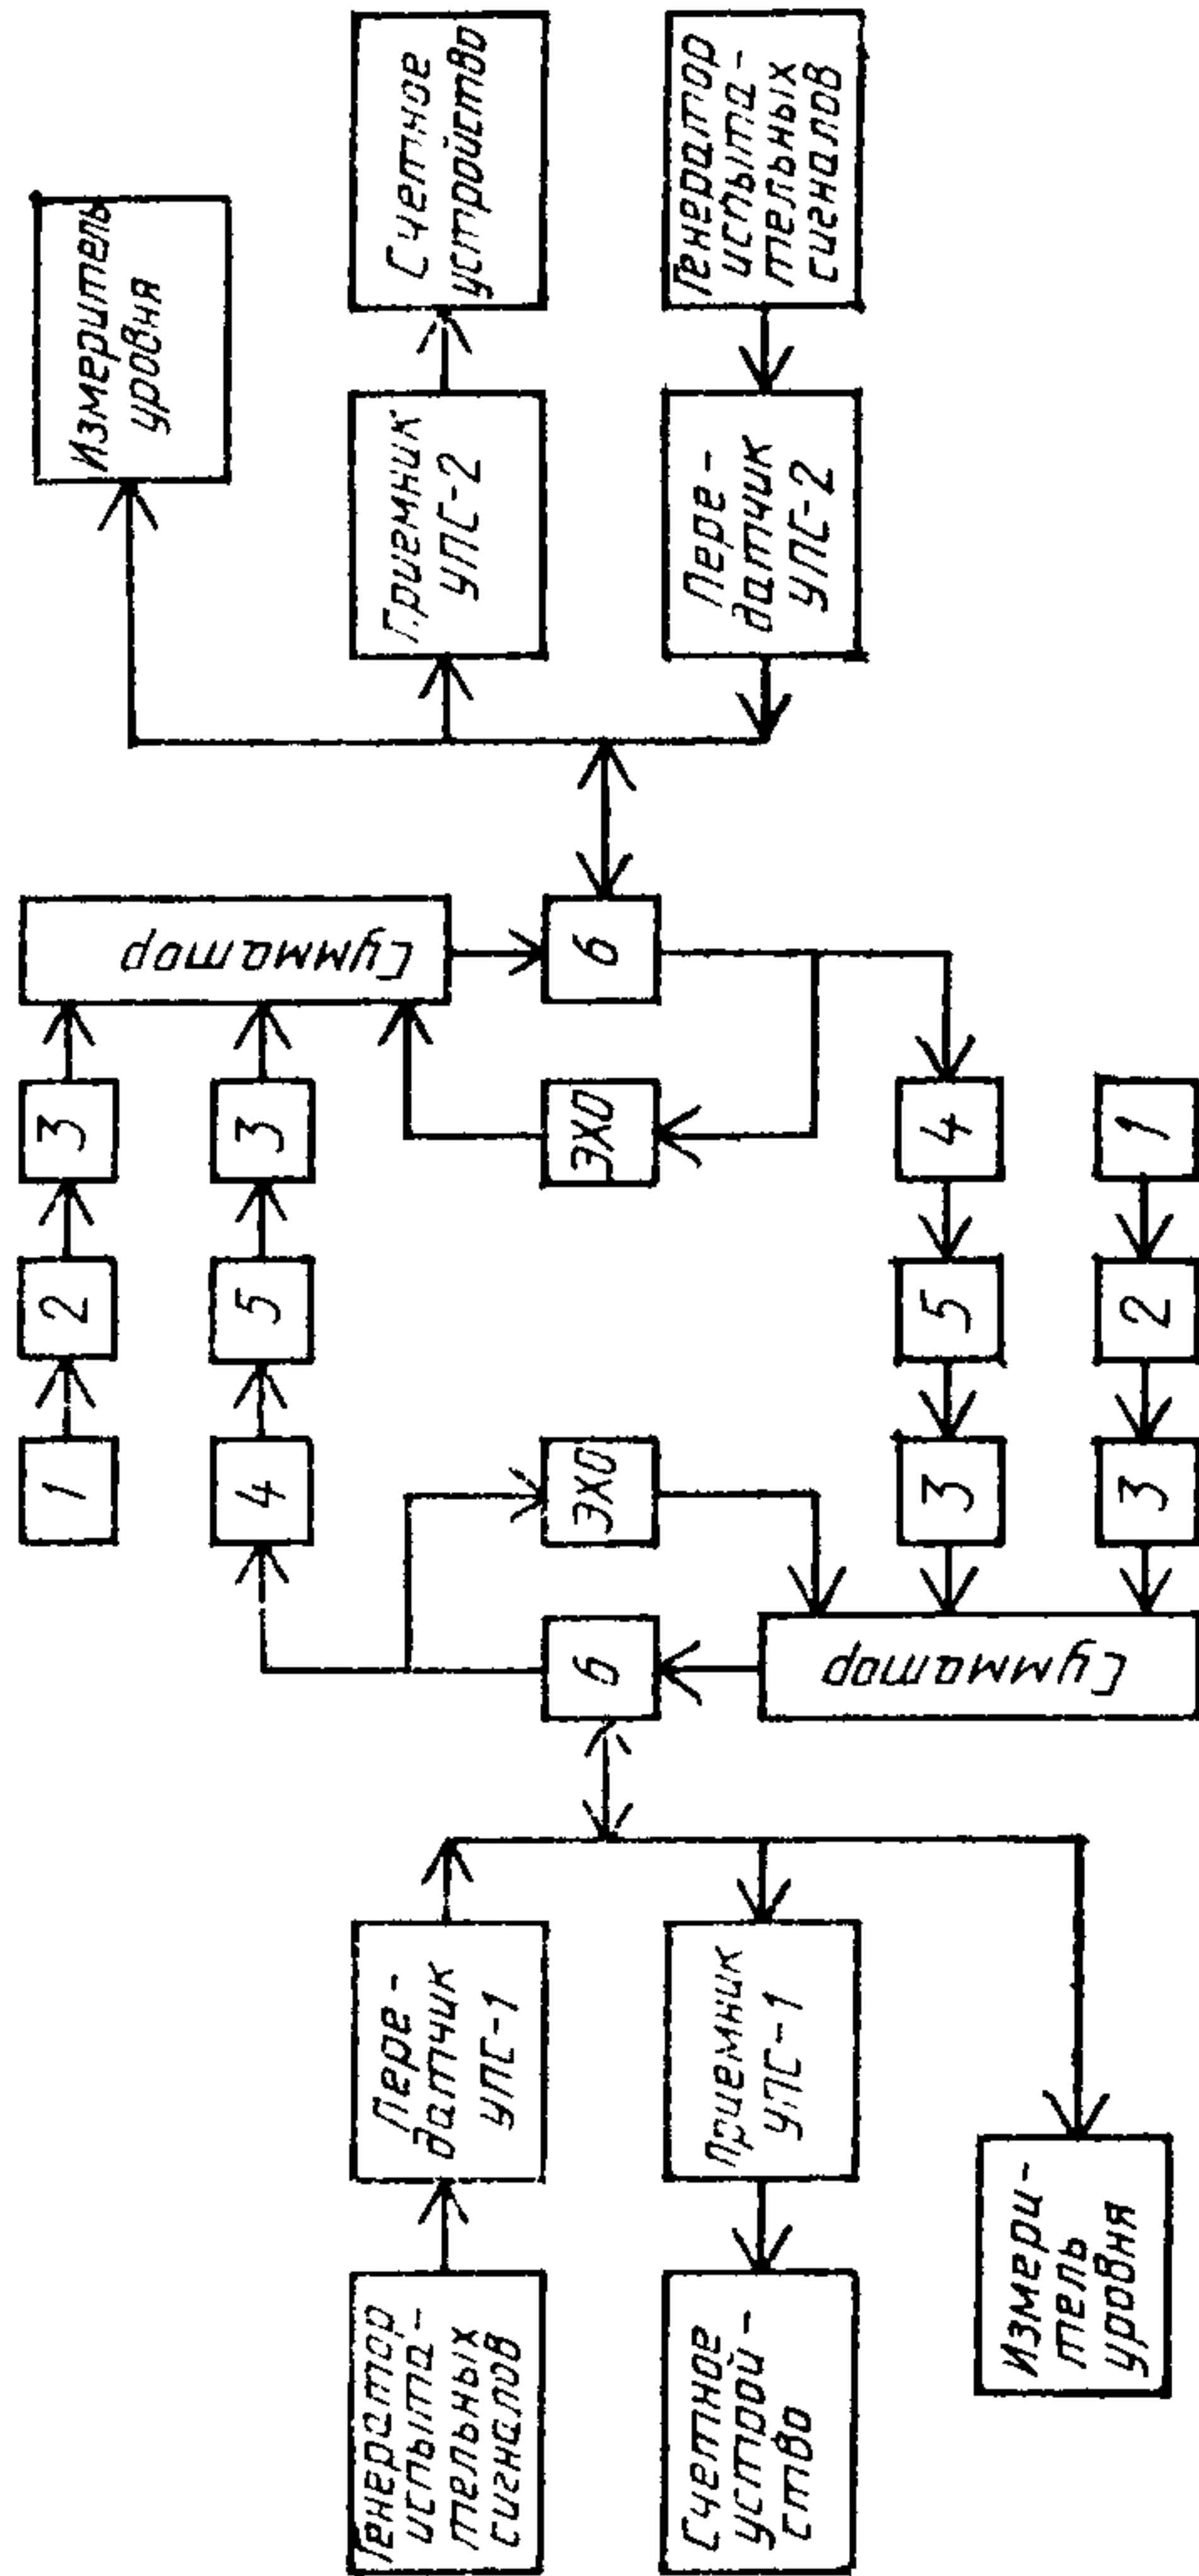 Генератор
испыта-
тельных
сигналов
Пере-
датчик
УПС-1
Счетное
устрой-
ство
Приемник
УПС-1
Измери-
тель
уровня
6
Сумматор
1
2
3
4
5
3
ЭХО
ЭХО
3
5
4
3
2
1
Сумматор
6
Измеритель
уровня
Приемник
УПС-2
Счетное
устройство
Пере-
датчик
УПС-2
Генератор
испыта-
тельных
сигналов